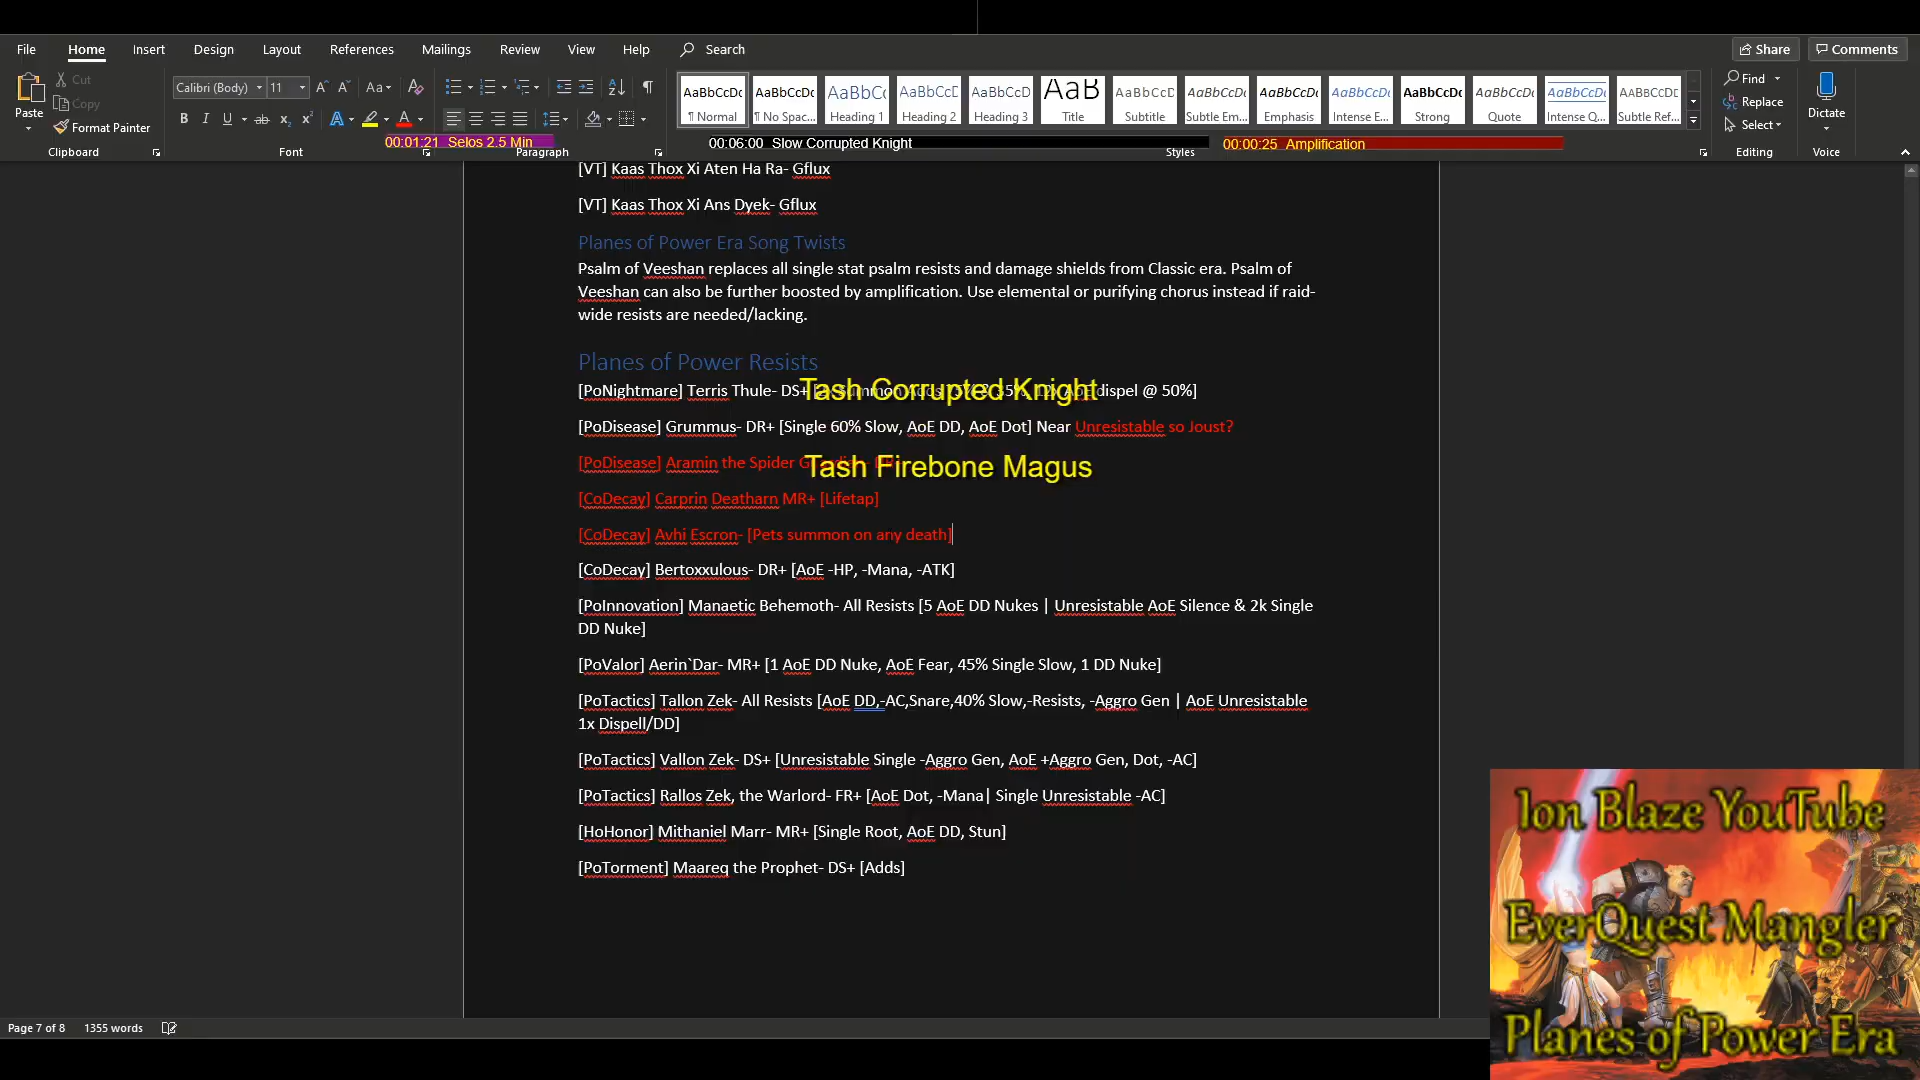 File Home Insert Design Layout References Mailings Review View Help Search Share Comments
Paste Cut Copy Format Painter
Calibri (Body) 11
AaBbCcDc AaBbCcDc AaBbC AaBbCcD AaBbCcD AaB AaBbCcD AaBbCcDc AaBbCcDc AaBbCcDc AaBbCcDc AaBbCcDc AaBbCcDc AABBCCDC
¶ Normal ¶ No Spac... Heading 1 Heading 2 Heading 3 Title Subtitle Subtle Em... Emphasis Intense E... Strong Quote Intense Q... Subtle Ref...
Find Replace Select Dictate
00:01:21 Selos 2.5 Min 00:06:00 Slow Corrupted Knight 00:00:25 Amplification
Clipboard Font Paragraph Styles Editing Voice
[VT] Kaas Thox Xi Aten Ha Ra- Gflux
[VT] Kaas Thox Xi Ans Dyek- Gflux
Planes of Power Era Song Twists
Psalm of Veeshan replaces all single stat psalm resists and damage shields from Classic era. Psalm of
Veeshan can also be further boosted by amplification. Use elemental or purifying chorus instead if raid-
wide resists are needed/lacking.
Planes of Power Resists
[PoNightmare] Terris Thule- DS+ dispel @ 50%]
Tash Corrupted Knight
[PoDisease] Grummus- DR+ [Single 60% Slow, AoE DD, AoE Dot] Near Unresistable so Joust?
[PoDisease] Aramin the Spider
Tash Firebone Magus
[CoDecay] Carprin Deatharn MR+ [Lifetap]
[CoDecay] Avhi Escron- [Pets summon on any death]
[CoDecay] Bertoxxulous- DR+ [AoE -HP, -Mana, -ATK]
[PoInnovation] Manaetic Behemoth- All Resists [5 AoE DD Nukes | Unresistable AoE Silence & 2k Single
DD Nuke]
[PoValor] Aerin`Dar- MR+ [1 AoE DD Nuke, AoE Fear, 45% Single Slow, 1 DD Nuke]
[PoTactics] Tallon Zek- All Resists [AoE DD,-AC,Snare,40% Slow,-Resists, -Aggro Gen | AoE Unresistable
1x Dispell/DD]
[PoTactics] Vallon Zek- DS+ [Unresistable Single -Aggro Gen, AoE +Aggro Gen, Dot, -AC]
[PoTactics] Rallos Zek, the Warlord- FR+ [AoE Dot, -Mana| Single Unresistable -AC]
[HoHonor] Mithaniel Marr- MR+ [Single Root, AoE DD, Stun]
[PoTorment] Maareq the Prophet- DS+ [Adds]
Ion Blaze YouTube
EverQuest Mangler
Planes of Power Era
Page 7 of 8 1355 words